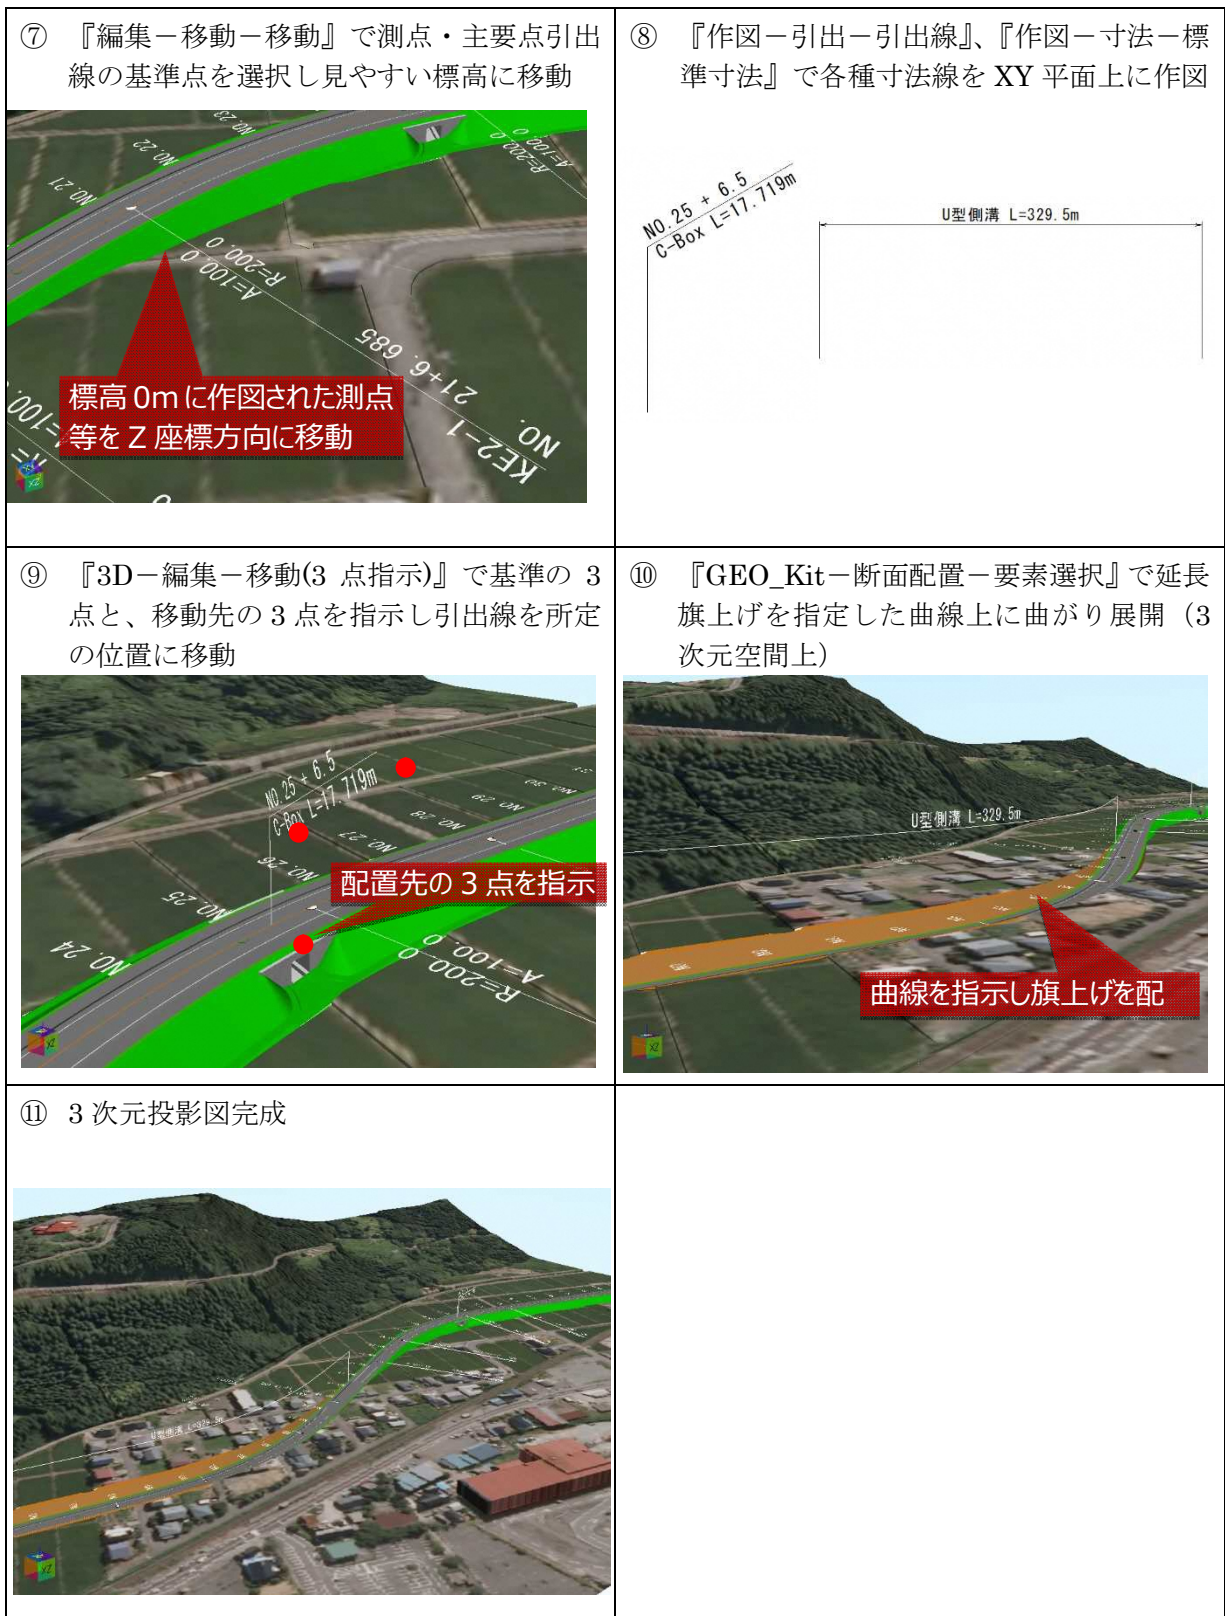 ⑦ 『編集－移動－移動』で測点・主要点引出
線の基準点を選択し見やすい標高に移動
NO.23
NO.22
NO.21
R=200.0
A=100.0
A=100.0
R=200.0
21+6.685
KE2-1
NO.
標高0mに作図された測点
等をZ座標方向に移動
⑧ 『作図－引出－引出線』、『作図－寸法－標
準寸法』で各種寸法線を XY 平面上に作図
NO.25 + 6.5
C-Box L=17.719m
U型側溝 L=329.5m
⑨ 『3D－編集－移動(3 点指示)』で基準の 3
点と、移動先の 3 点を指示し引出線を所定
の位置に移動
NO.25 + 6.5
C-Box L=17.719m
NO.30
NO.29
NO.28
NO.27
NO.26
NO.25
NO.24
配置先の3点を指示
R=200.0
A=100.0
⑩ 『GEO_Kit－断面配置－要素選択』で延長
旗上げを指定した曲線上に曲がり展開（3
次元空間上）
U型側溝 L=329.5m
曲線を指示し旗上げを配
⑪ 3 次元投影図完成
U型側溝 L=329.5m